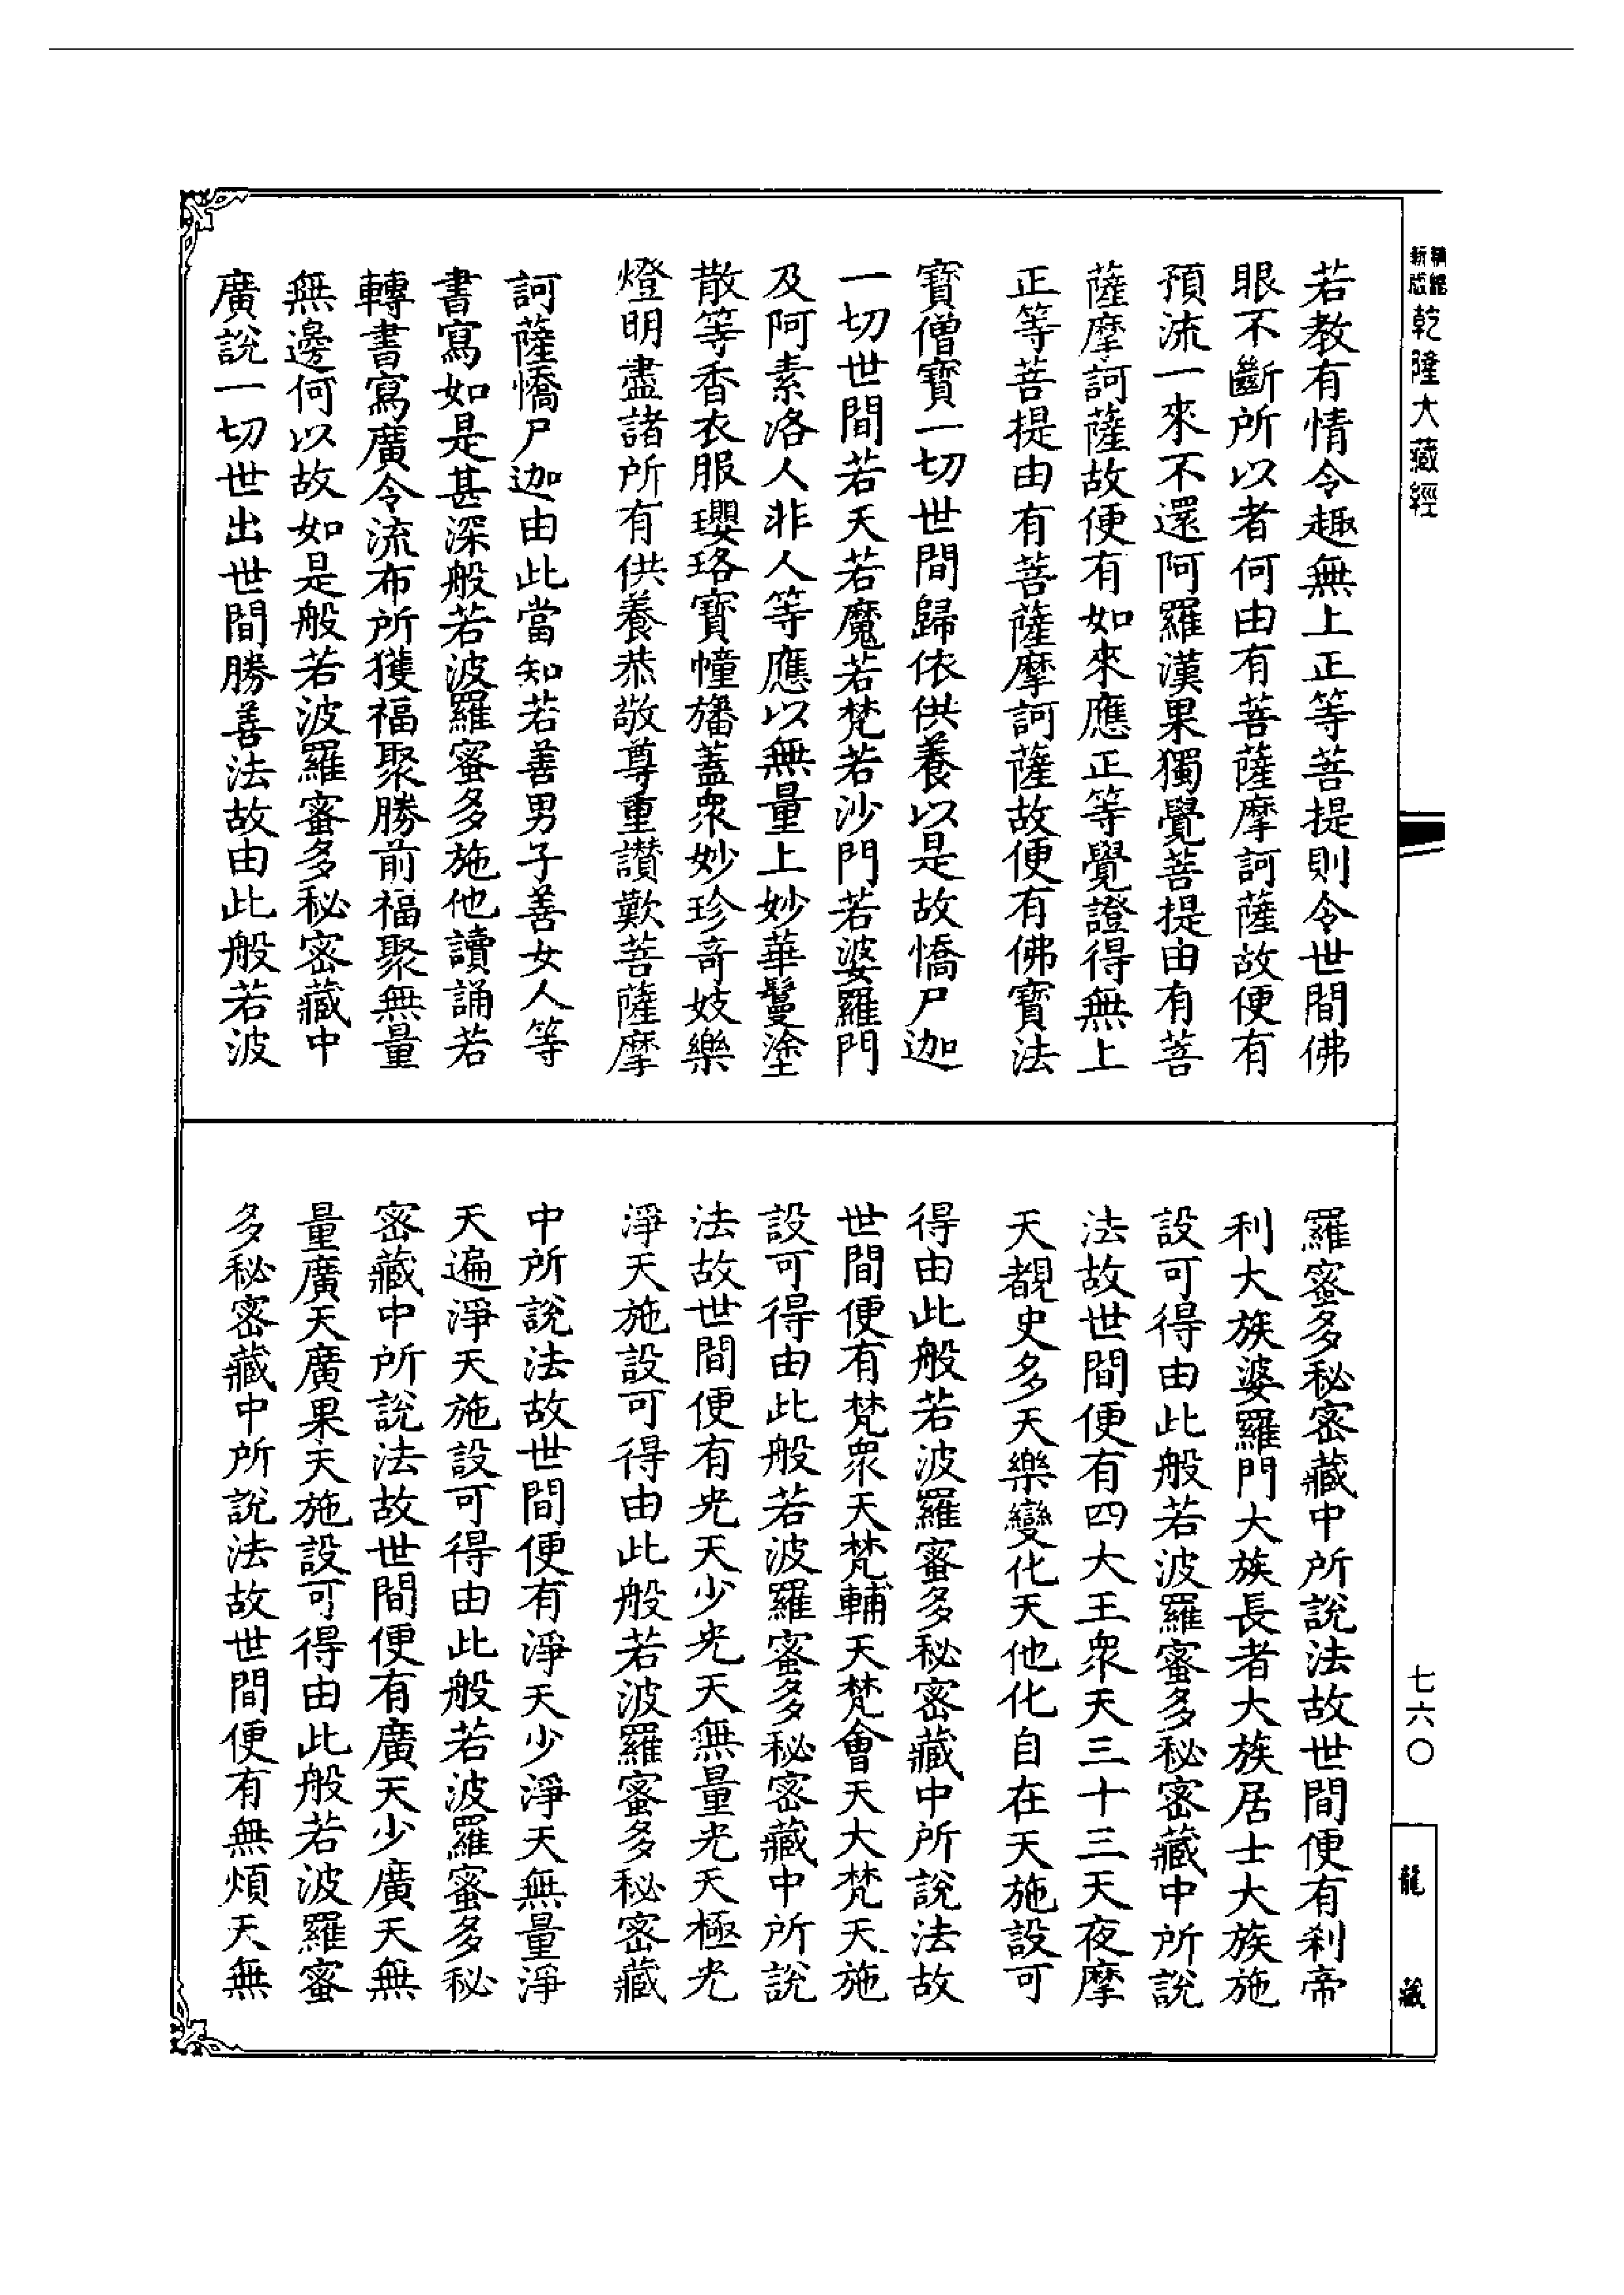 新版精縮乾隆大藏經
若教有情令趣無上正等菩提則令世間佛
眼不斷所以者何由有菩薩摩訶薩故便有
預流一來不還阿羅漢果獨覺菩提由有菩
薩摩訶薩故便有如來應正等覺證得無上
正等菩提由有菩薩摩訶薩故便有佛寶法
寶僧寶一切世間歸依供養以是故憍尸迦
一切世間若天若魔若梵若沙門若婆羅門
及阿素洛人非人等應以無量上妙華鬘塗
散等香衣服瓔珞寶幢旛蓋衆妙珍奇妓樂
燈明盡諸所有供養恭敬尊重讃歎菩薩摩
訶薩憍尸迦由此當知若善男子善女人等
書寫如是甚深般若波羅蜜多施他讀誦若
轉書寫廣令流布所獲福聚勝前福聚無量
無邊何以故如是般若波羅蜜多秘密藏中
廣說一切世出世間勝善法故由此般若波
羅蜜多秘密藏中所說法故世間便有刹帝
利大族婆羅門大族長者大族居士大族施
設可得由此般若波羅蜜多秘密藏中所說
法故世間便有四大王衆天三十三天夜摩
天覩史多天樂變化天他化自在天施設可
得由此般若波羅蜜多秘密藏中所說法故
世間便有梵衆天梵輔天梵會天大梵天施
設可得由此般若波羅蜜多秘密藏中所說
法故世間便有光天少光天無量光天極光
淨天施設可得由此般若波羅蜜多秘密藏
中所說法故世間便有淨天少淨天無量淨
天遍淨天施設可得由此般若波羅蜜多秘
密藏中所說法故世間便有廣天少廣天無
量廣天廣果天施設可得由此般若波羅蜜
多秘密藏中所說法故世間便有無煩天無
七六〇
龍藏